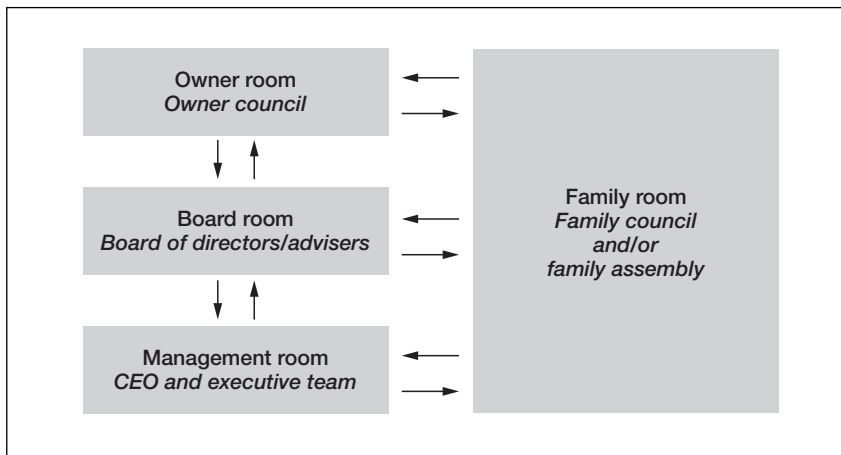 Owner room
Owner council
Board room
Board of directors/advisers
Management room
CEO and executive team
Family room
Family council
and/or
family assembly